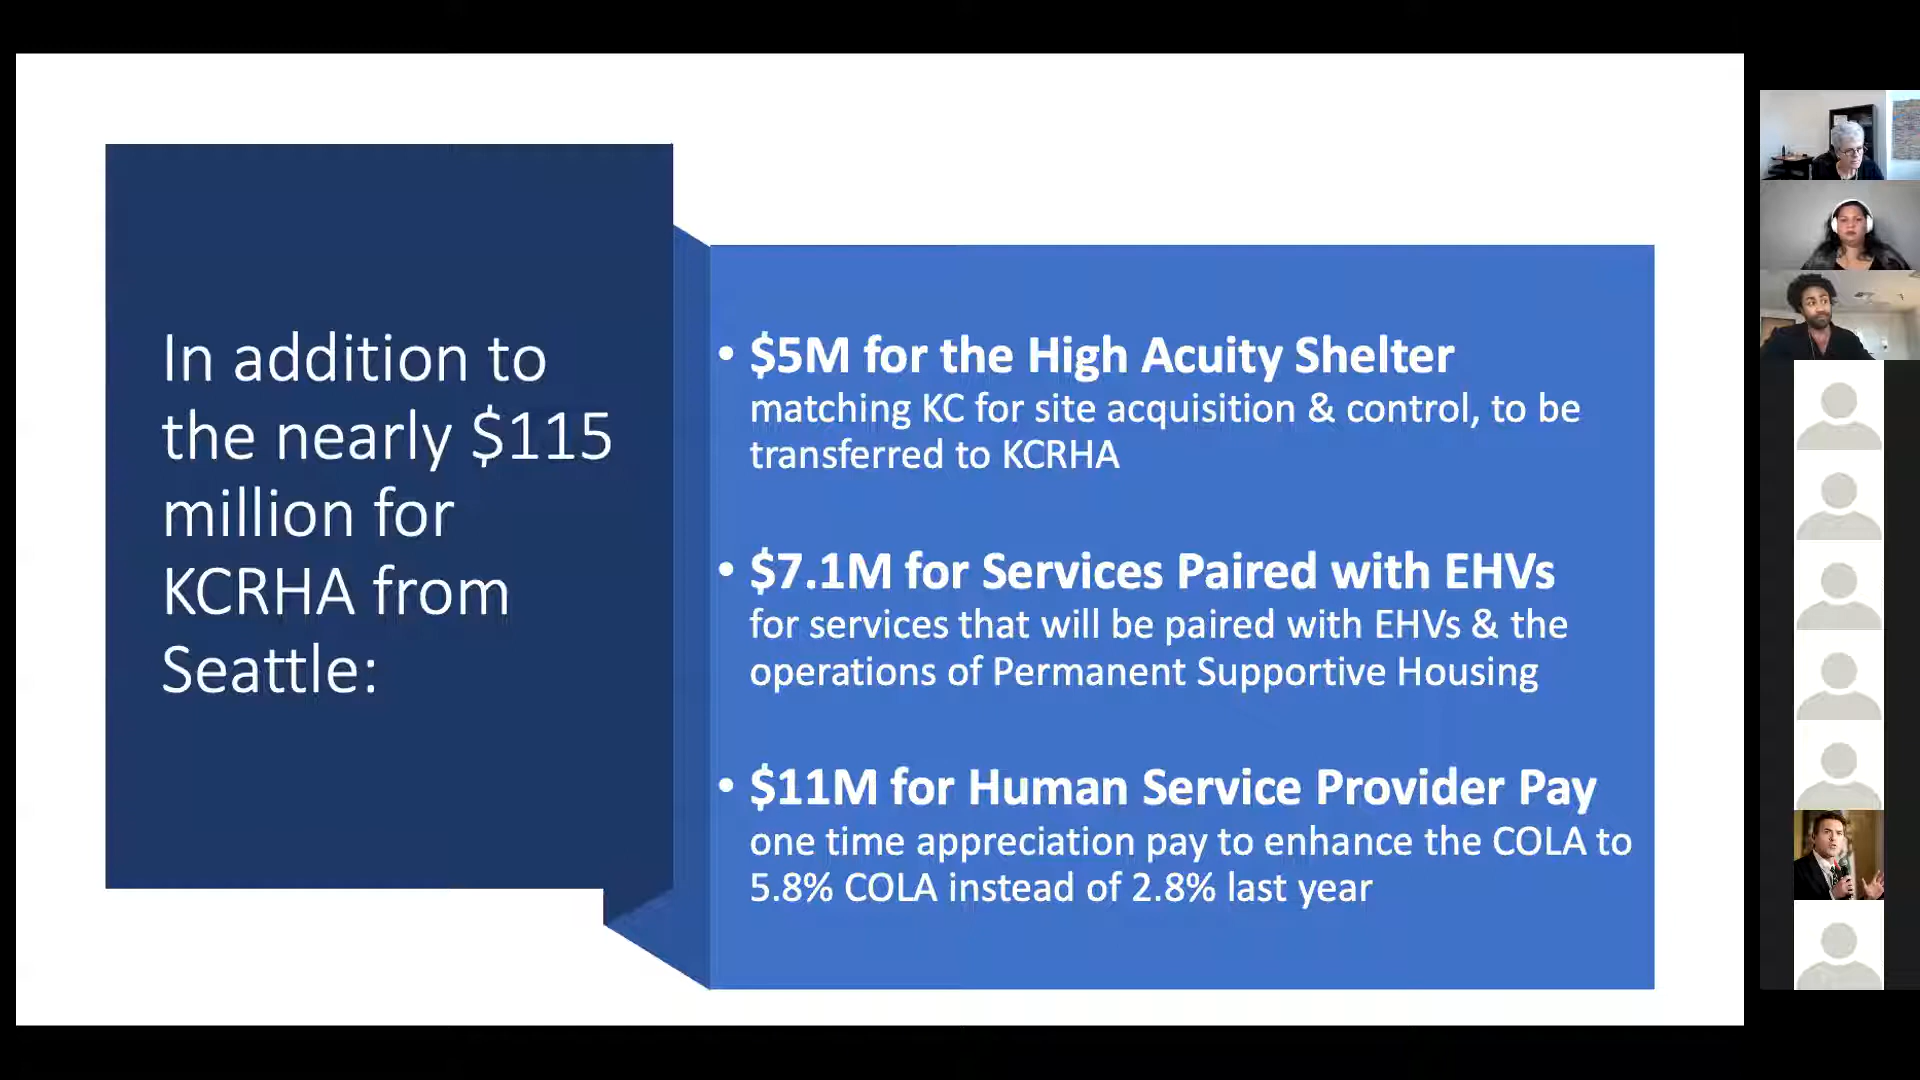 In addition to
the nearly $115
million for
KCRHA from
Seattle:
• $5M for the High Acuity Shelter
matching KC for site acquisition & control, to be
transferred to KCRHA
• $7.1M for Services Paired with EHVs
for services that will be paired with EHVs & the
operations of Permanent Supportive Housing
• $11M for Human Service Provider Pay
one time appreciation pay to enhance the COLA to
5.8% COLA instead of 2.8% last year